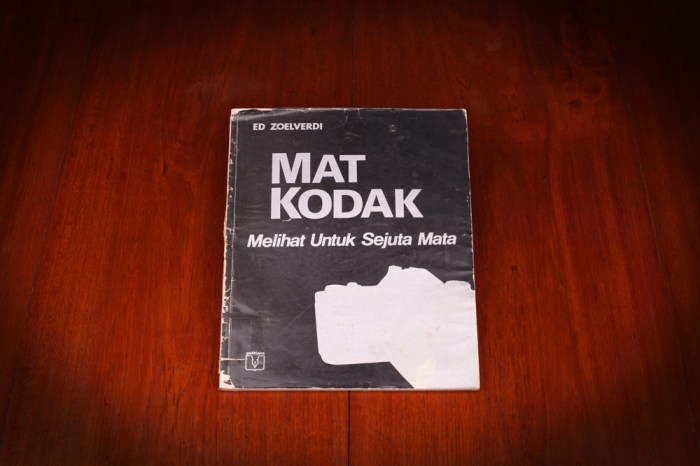 ED ZOELVERDI
MAT
KODAK
Melihat Untuk Sejuta Mata